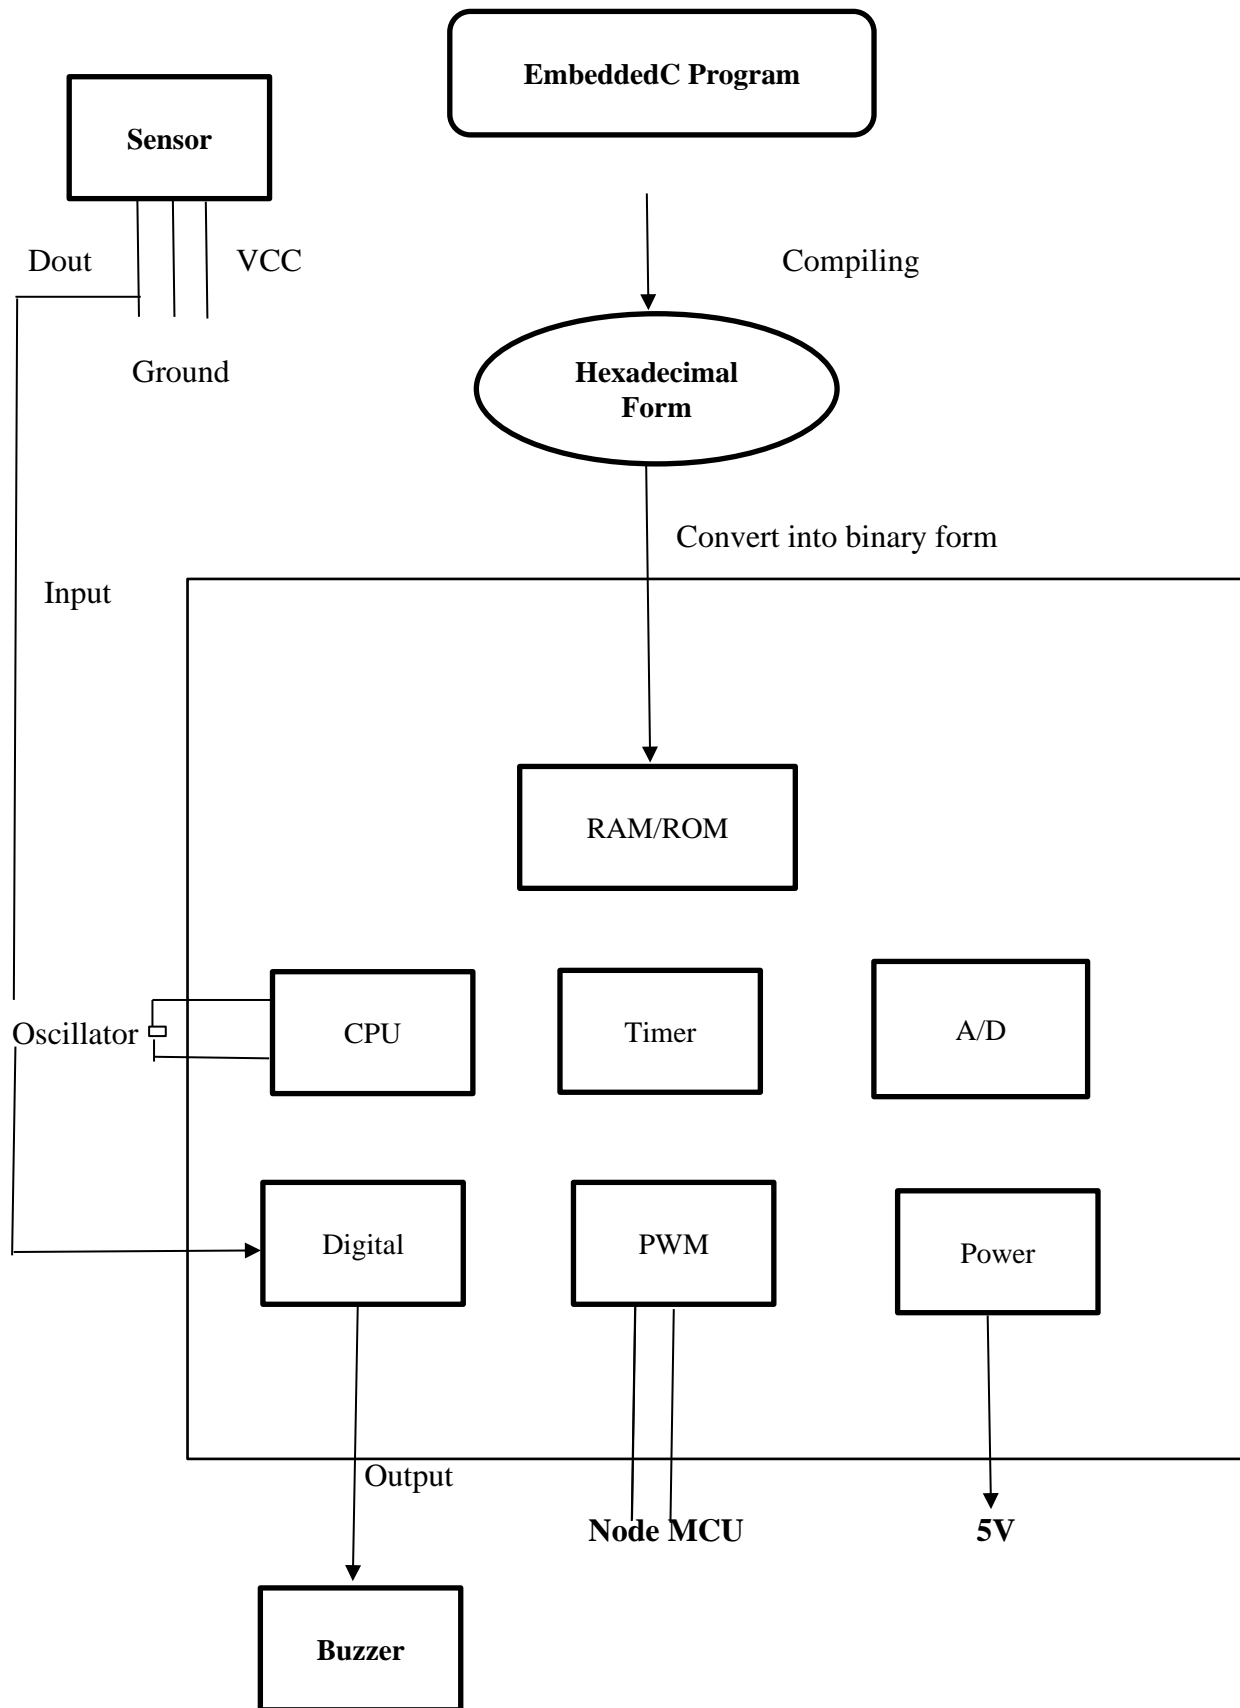 EmbeddedC Program
Sensor
Dout
VCC
Compiling
Ground
Hexadecimal
Form
Convert into binary form
Input
RAM/ROM
Oscillator
CPU
Timer
A/D
Digital
PWM
Power
Output
Node MCU
5V
Buzzer